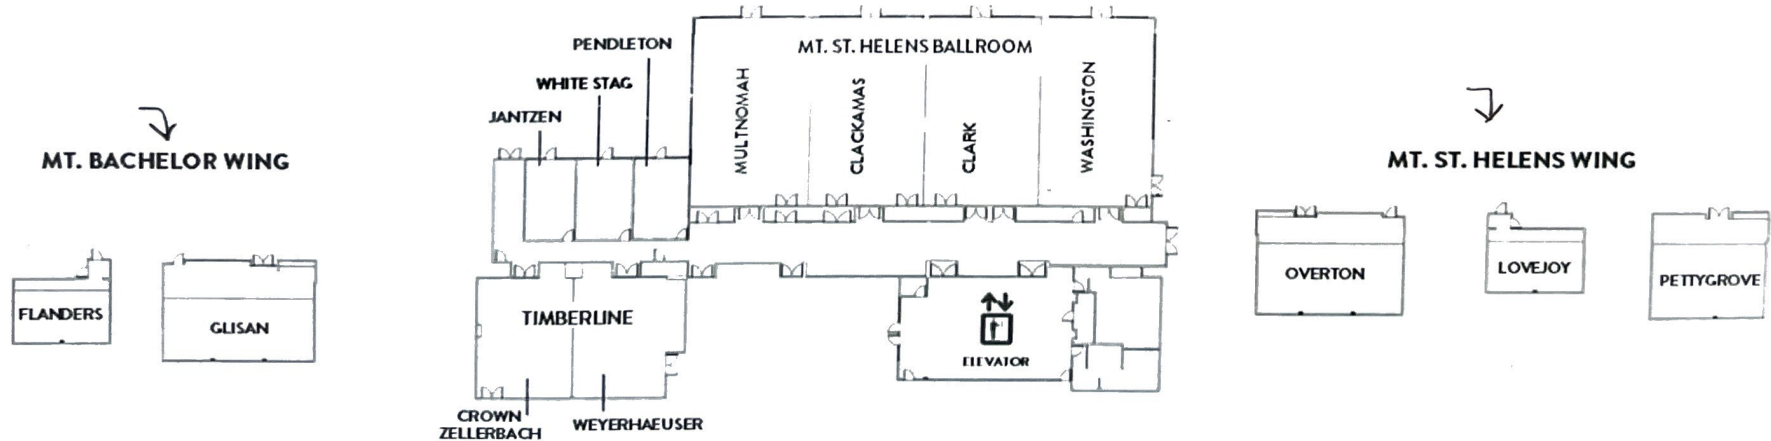 PENDLETON
MT. ST. HELENS BALLROOM
WHITE STAG
JANTZEN
MULTNOMAH
CLACKAMAS
CLARK
WASHINGTON
MT. BACHELOR WING
MT. ST. HELENS WING
FLANDERS
GLISAN
TIMBERLINE
ELEVATOR
OVERTON
LOVEJOY
PETTYGROVE
CROWN
ZELLERBACH
WEYERHAEUSER